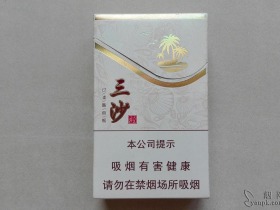 三沙
本公司提示
吸烟有害健康
请勿在禁烟场所吸烟